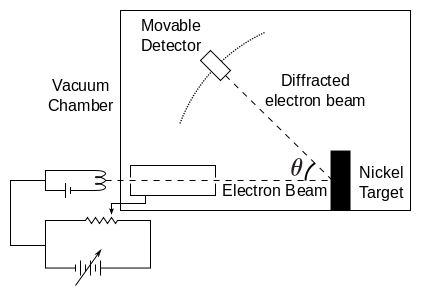 Movable
Detector
Vacuum
Chamber
Diffracted
electron beam
θ
Nickel
Target
Electron Beam